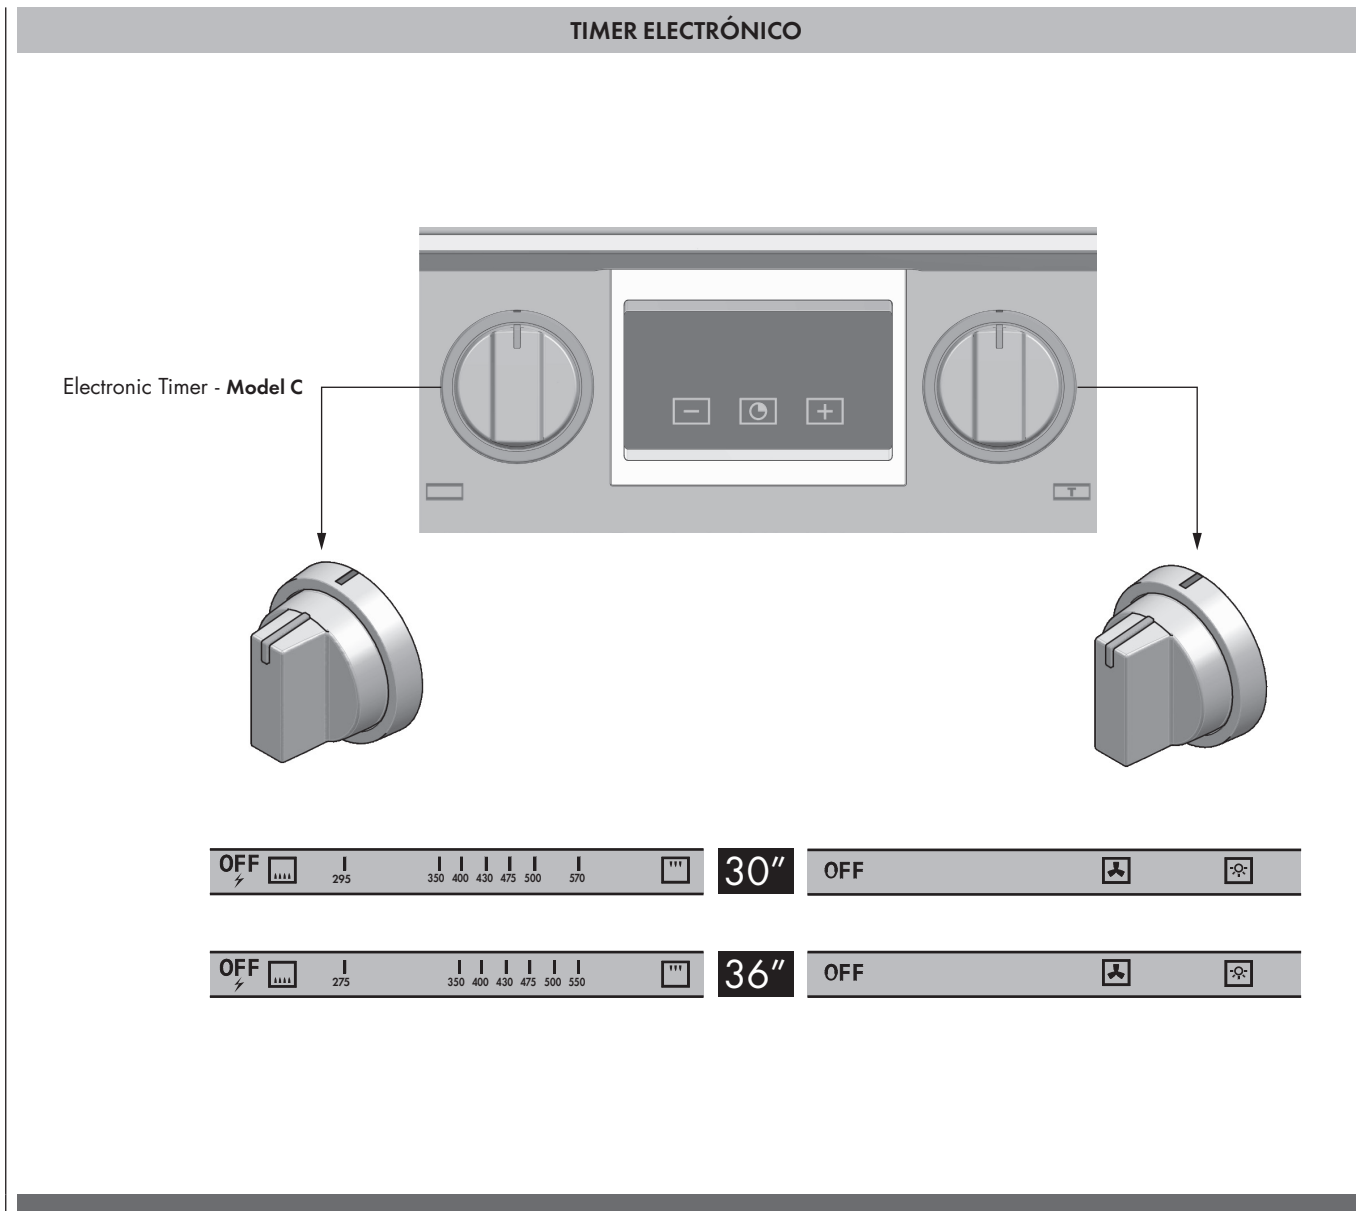 TIMER ELECTRÓNICO
Electronic Timer - Model C
T
OFF 295 350 400 430 475 500 570 30" OFF
OFF 275 350 400 430 475 500 550 36" OFF